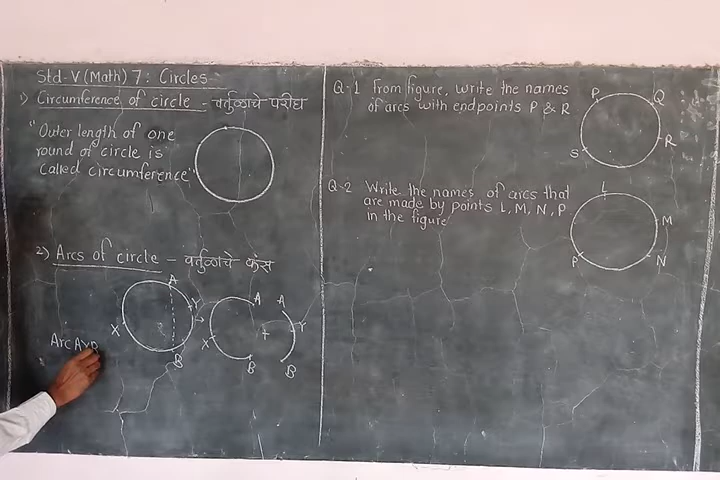 Std-V (Math) 7: Circles
1) Circumference of circle - वर्तुळाचे परीघ
"Outer length of one
round of circle is
Called circumference"
2) Arcs of circle - वर्तुळाचे कंस
A
Y
X
B
A
X
B
A
Y
B
Arc AYB
Q-1 From figure, write the names
of arcs with endpoints P & R
P
Q
R
S
Q-2 Write the names of arcs that
are made by points L, M, N, P
in the figure
L
M
N
P